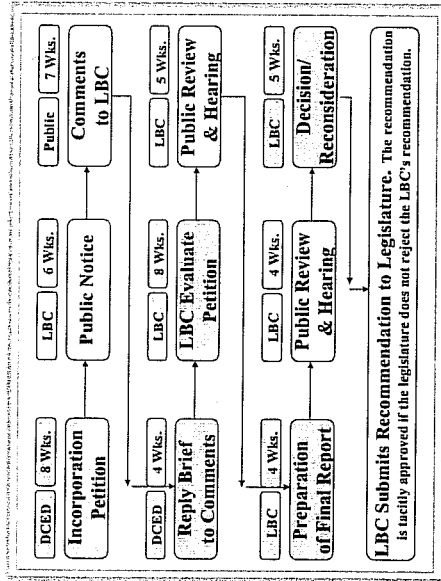 DCED 8 Wks.
Incorporation
Petition
LBC 6 Wks.
Public Notice
Public 7 Wks.
Comments
to LBC
DCED 4 Wks.
Reply Brief
to Comments
LBC 8 Wks.
LBC Evaluate
Petition
LBC 5 Wks.
Public Review
& Hearing
LBC 4 Wks.
Preparation
of Final Report
LBC 4 Wks.
Public Review
& Hearing
LBC 5 Wks.
Decision/
Reconsideration
LBC Submits Recommendation to Legislature. The recommendation
is tacitly approved if the legislature does not reject the LBC's recommendation.